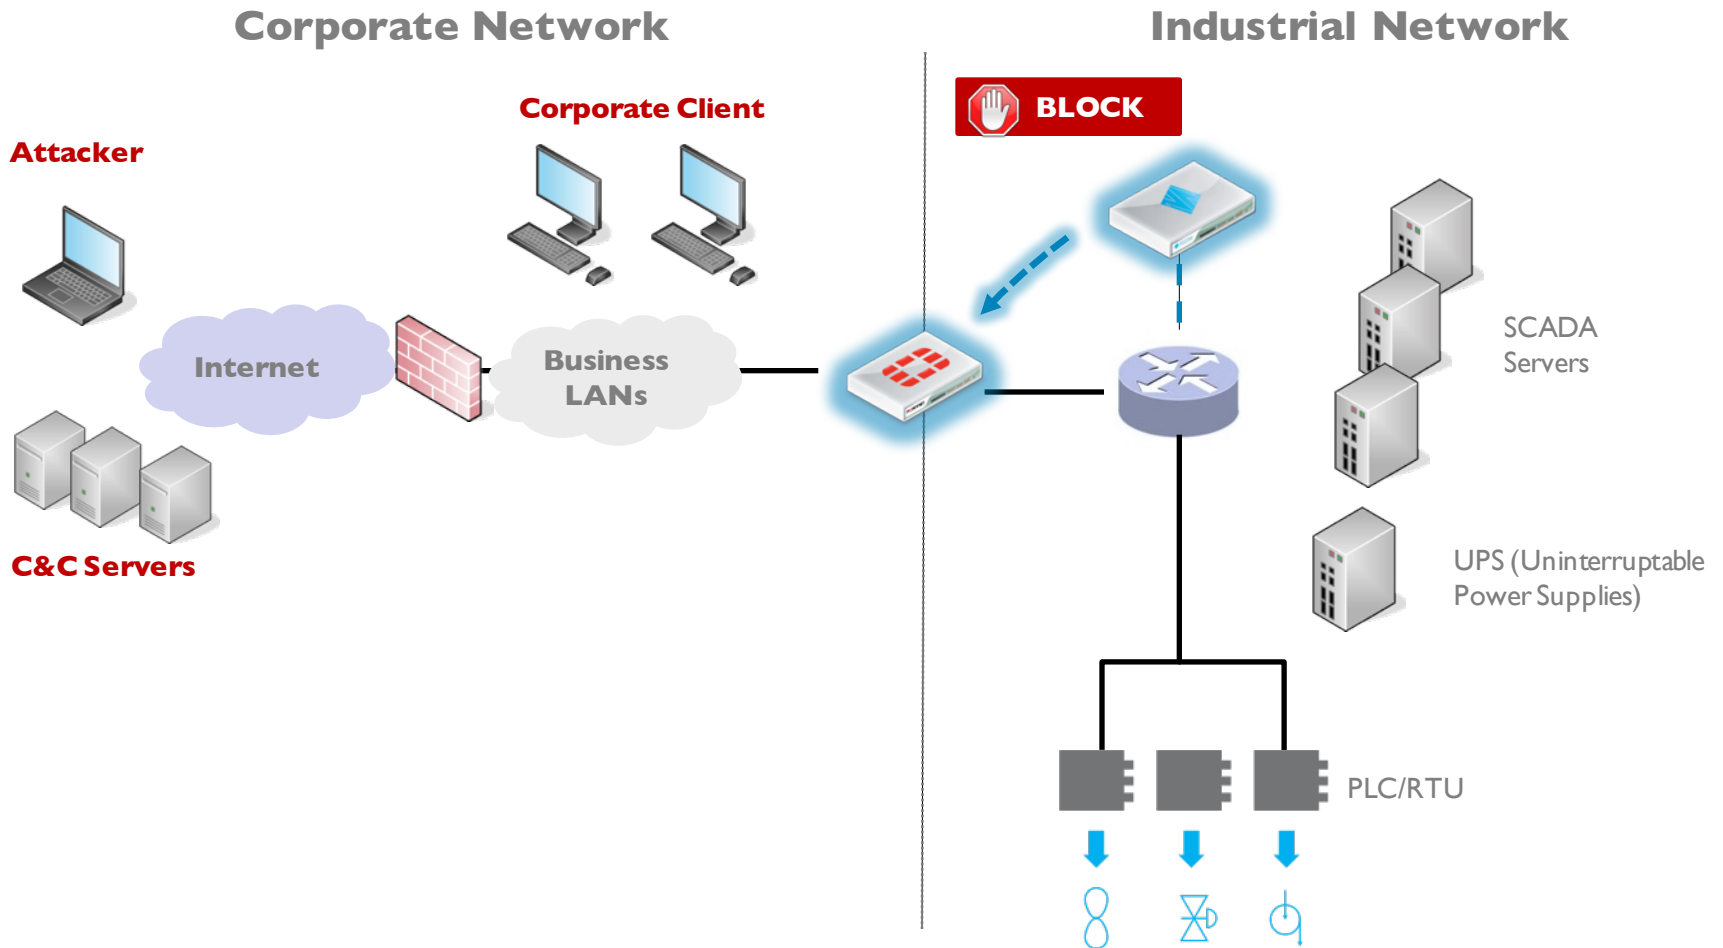 Corporate Network
Industrial Network
BLOCK
Corporate Client
Attacker
SCADA
Servers
Internet
Business
LANs
C&C Servers
UPS (Uninterruptable
Power Supplies)
PLC/RTU